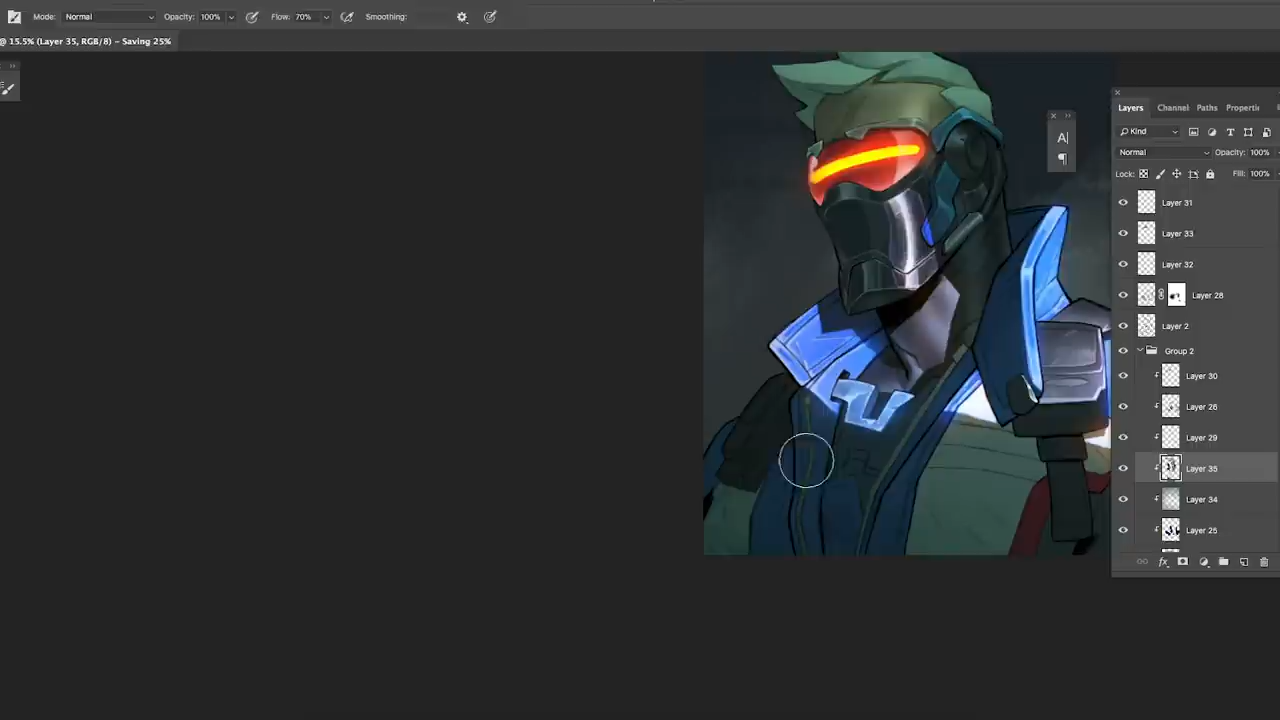 Mode: Normal Opacity: 100% Flow: 70% Smoothing:
@ 15.5% (Layer 35, RGB/8) – Saving 25%
Layers Channel Paths Properti
Kind
Normal Opacity: 100%
Lock: Fill: 100%
A
¶
Layer 31
Layer 33
Layer 32
Layer 28
Layer 2
Group 2
Layer 30
Layer 26
Layer 29
Layer 35
Layer 34
Layer 25
fx